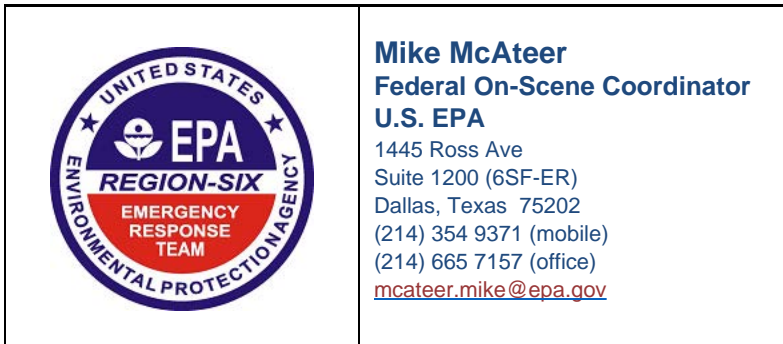 UNITED STATES
EPA
REGION-SIX
EMERGENCY
RESPONSE
TEAM
ENVIRONMENTAL PROTECTION AGENCY
Mike McAteer
Federal On-Scene Coordinator
U.S. EPA
1445 Ross Ave
Suite 1200 (6SF-ER)
Dallas, Texas  75202
(214) 354 9371 (mobile)
(214) 665 7157 (office)
mcateer.mike@epa.gov